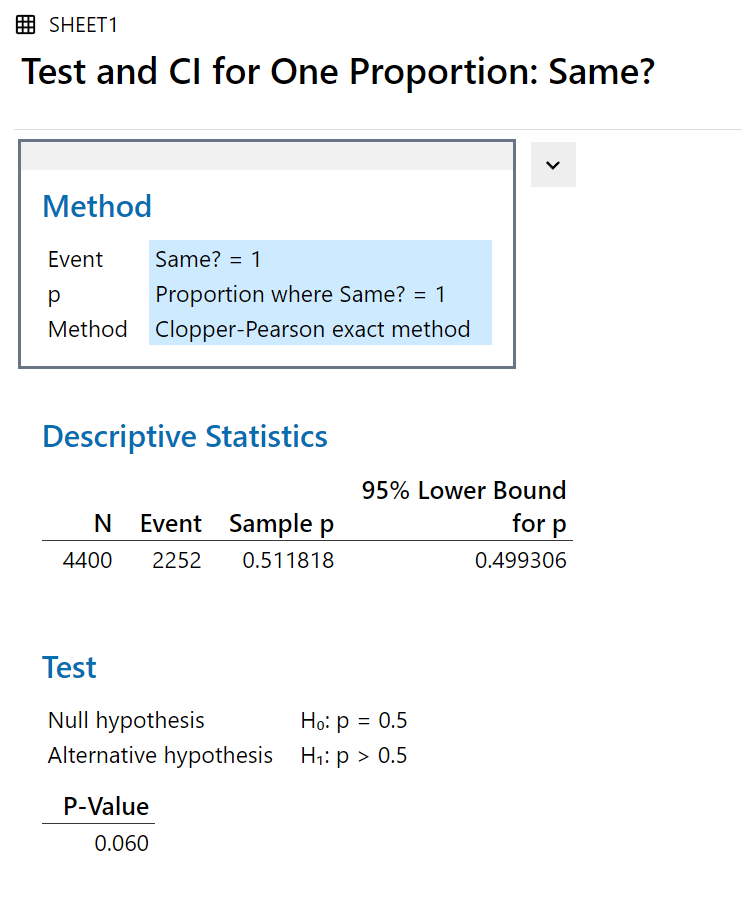 SHEET1
Test and CI for One Proportion: Same?
Method
Event Same? = 1
p Proportion where Same? = 1
Method Clopper-Pearson exact method
Descriptive Statistics
95% Lower Bound
N Event Sample p for p
4400 2252 0.511818 0.499306
Test
Null hypothesis H₀: p = 0.5
Alternative hypothesis H₁: p > 0.5
P-Value
0.060